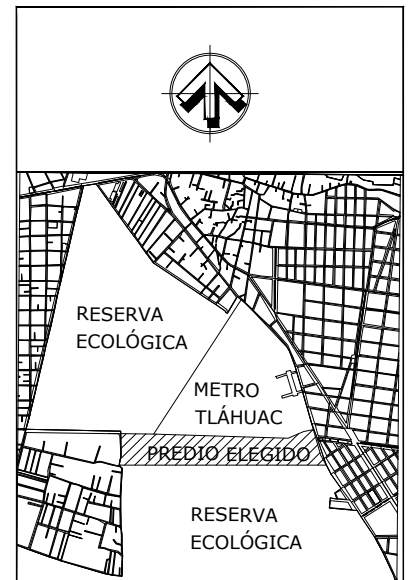 RESERVA
ECOLÓGICA
METRO
TLÁHUAC
PREDIO ELEGIDO
RESERVA
ECOLÓGICA